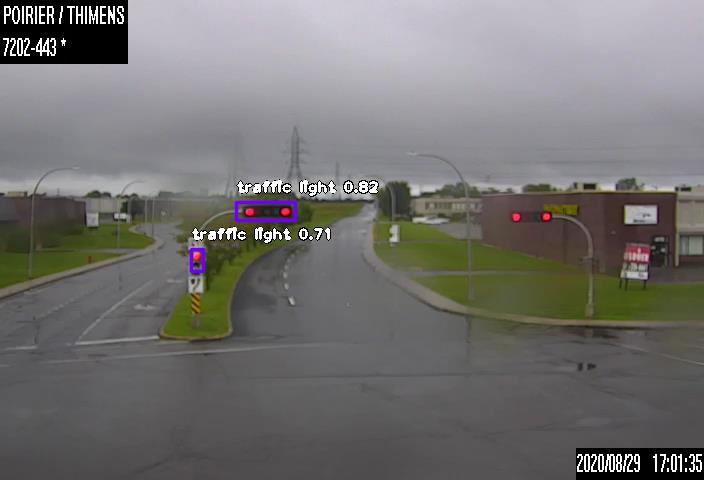 POIRIER / THIMENS
7202-443 *
traffic light 0.82
traffic light 0.71
2020/08/29 17:01:35